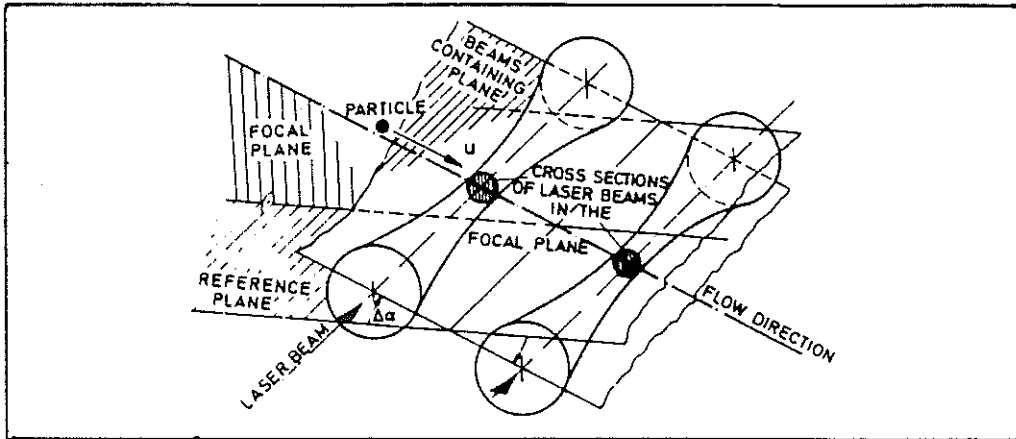 BEAMS
CONTAINING
PLANE
PARTICLE
FOCAL
PLANE
u
CROSS SECTIONS
OF LASER BEAMS
IN THE
FOCAL PLANE
REFERENCE
PLANE
Δα
LASER BEAM
FLOW DIRECTION